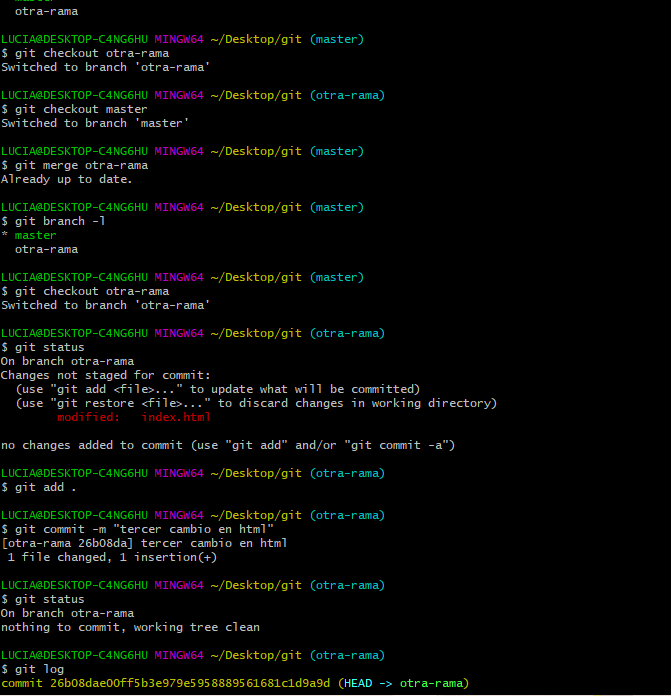 master
  otra-rama
LUCIA@DESKTOP-C4NG6HU MINGW64 ~/Desktop/git (master)
$ git checkout otra-rama
Switched to branch 'otra-rama'
LUCIA@DESKTOP-C4NG6HU MINGW64 ~/Desktop/git (otra-rama)
$ git checkout master
Switched to branch 'master'
LUCIA@DESKTOP-C4NG6HU MINGW64 ~/Desktop/git (master)
$ git merge otra-rama
Already up to date.
LUCIA@DESKTOP-C4NG6HU MINGW64 ~/Desktop/git (master)
$ git branch -l
* master
  otra-rama
LUCIA@DESKTOP-C4NG6HU MINGW64 ~/Desktop/git (master)
$ git checkout otra-rama
Switched to branch 'otra-rama'
LUCIA@DESKTOP-C4NG6HU MINGW64 ~/Desktop/git (otra-rama)
$ git status
On branch otra-rama
Changes not staged for commit:
  (use "git add <file>..." to update what will be committed)
  (use "git restore <file>..." to discard changes in working directory)
        modified:   index.html
no changes added to commit (use "git add" and/or "git commit -a")
LUCIA@DESKTOP-C4NG6HU MINGW64 ~/Desktop/git (otra-rama)
$ git add .
LUCIA@DESKTOP-C4NG6HU MINGW64 ~/Desktop/git (otra-rama)
$ git commit -m "tercer cambio en html"
[otra-rama 26b08da] tercer cambio en html
 1 file changed, 1 insertion(+)
LUCIA@DESKTOP-C4NG6HU MINGW64 ~/Desktop/git (otra-rama)
$ git status
On branch otra-rama
nothing to commit, working tree clean
LUCIA@DESKTOP-C4NG6HU MINGW64 ~/Desktop/git (otra-rama)
$ git log
commit 26b08dae00ff5b3e979e5958889561681c1d9a9d (HEAD -> otra-rama)